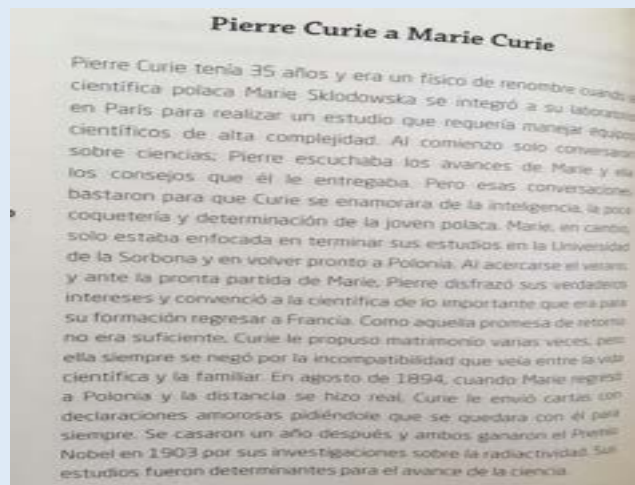 Pierre Curie a Marie Curie
Pierre Curie tenía 35 años y era un físico de renombre cuando la
científica polaca Marie Sklodowska se integró a su laboratorio
en París para realizar un estudio que requería manejar equipos
científicos de alta complejidad. Al comienzo solo conversaron
sobre ciencias; Pierre escuchaba los avances de Marie y ella
los consejos que él le entregaba. Pero esas conversaciones
bastaron para que Curie se enamorara de la inteligencia, la poca
coquetería y determinación de la joven polaca. Marie, en cambio,
solo estaba enfocada en terminar sus estudios en la Universidad
de la Sorbona y en volver pronto a Polonia. Al acercarse el verano,
y ante la pronta partida de Marie, Pierre disfrazó sus verdaderos
intereses y convenció a la científica de lo importante que era para
su formación regresar a Francia. Como aquella promesa de retorno
no era suficiente, Curie le propuso matrimonio varias veces, pero
ella siempre se negó por la incompatibilidad que veía entre la vida
científica y la familiar. En agosto de 1894, cuando Marie regresó
a Polonia y la distancia se hizo real, Curie le envió cartas con
declaraciones amorosas pidiéndole que se quedara con él para
siempre. Se casaron un año después y ambos ganaron el Premio
Nobel en 1903 por sus investigaciones sobre la radiactividad. Sus
estudios fueron determinantes para el avance de la ciencia.